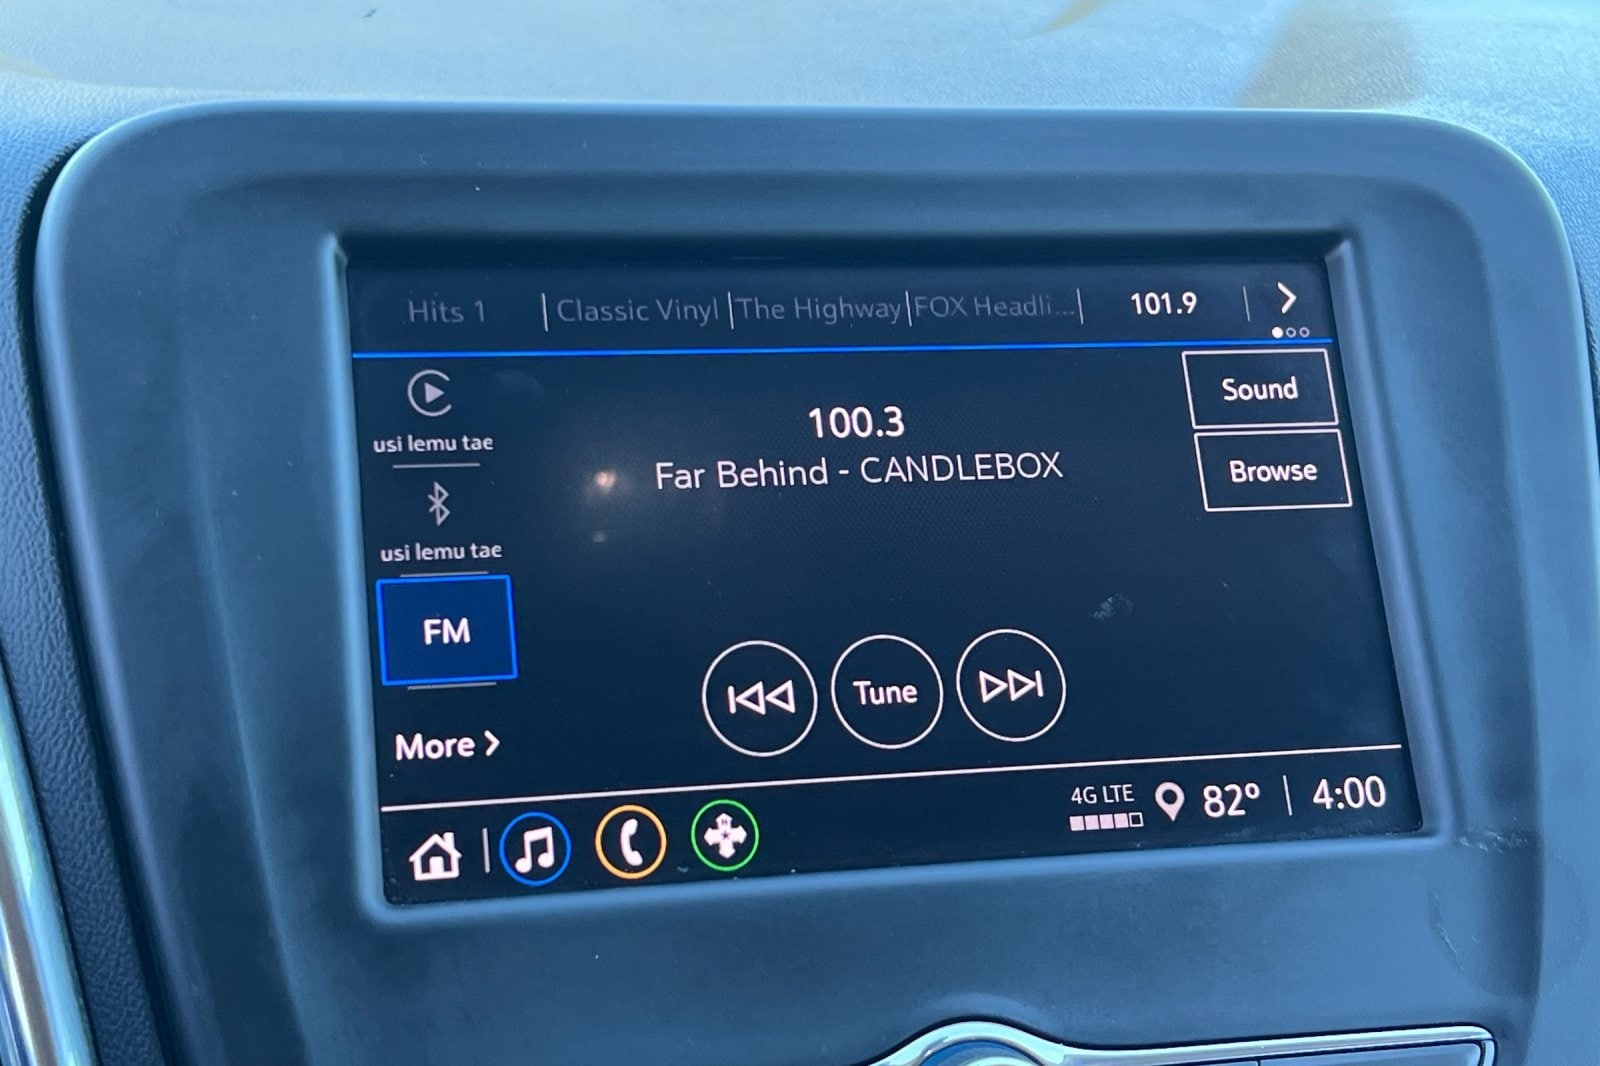 Hits 1 | Classic Vinyl | The Highway | FOX Headli... | 101.9
usi lemu tae
100.3
Sound
Far Behind - CANDLEBOX
Browse
usi lemu tae
FM
Tune
More
4G LTE 82° | 4:00